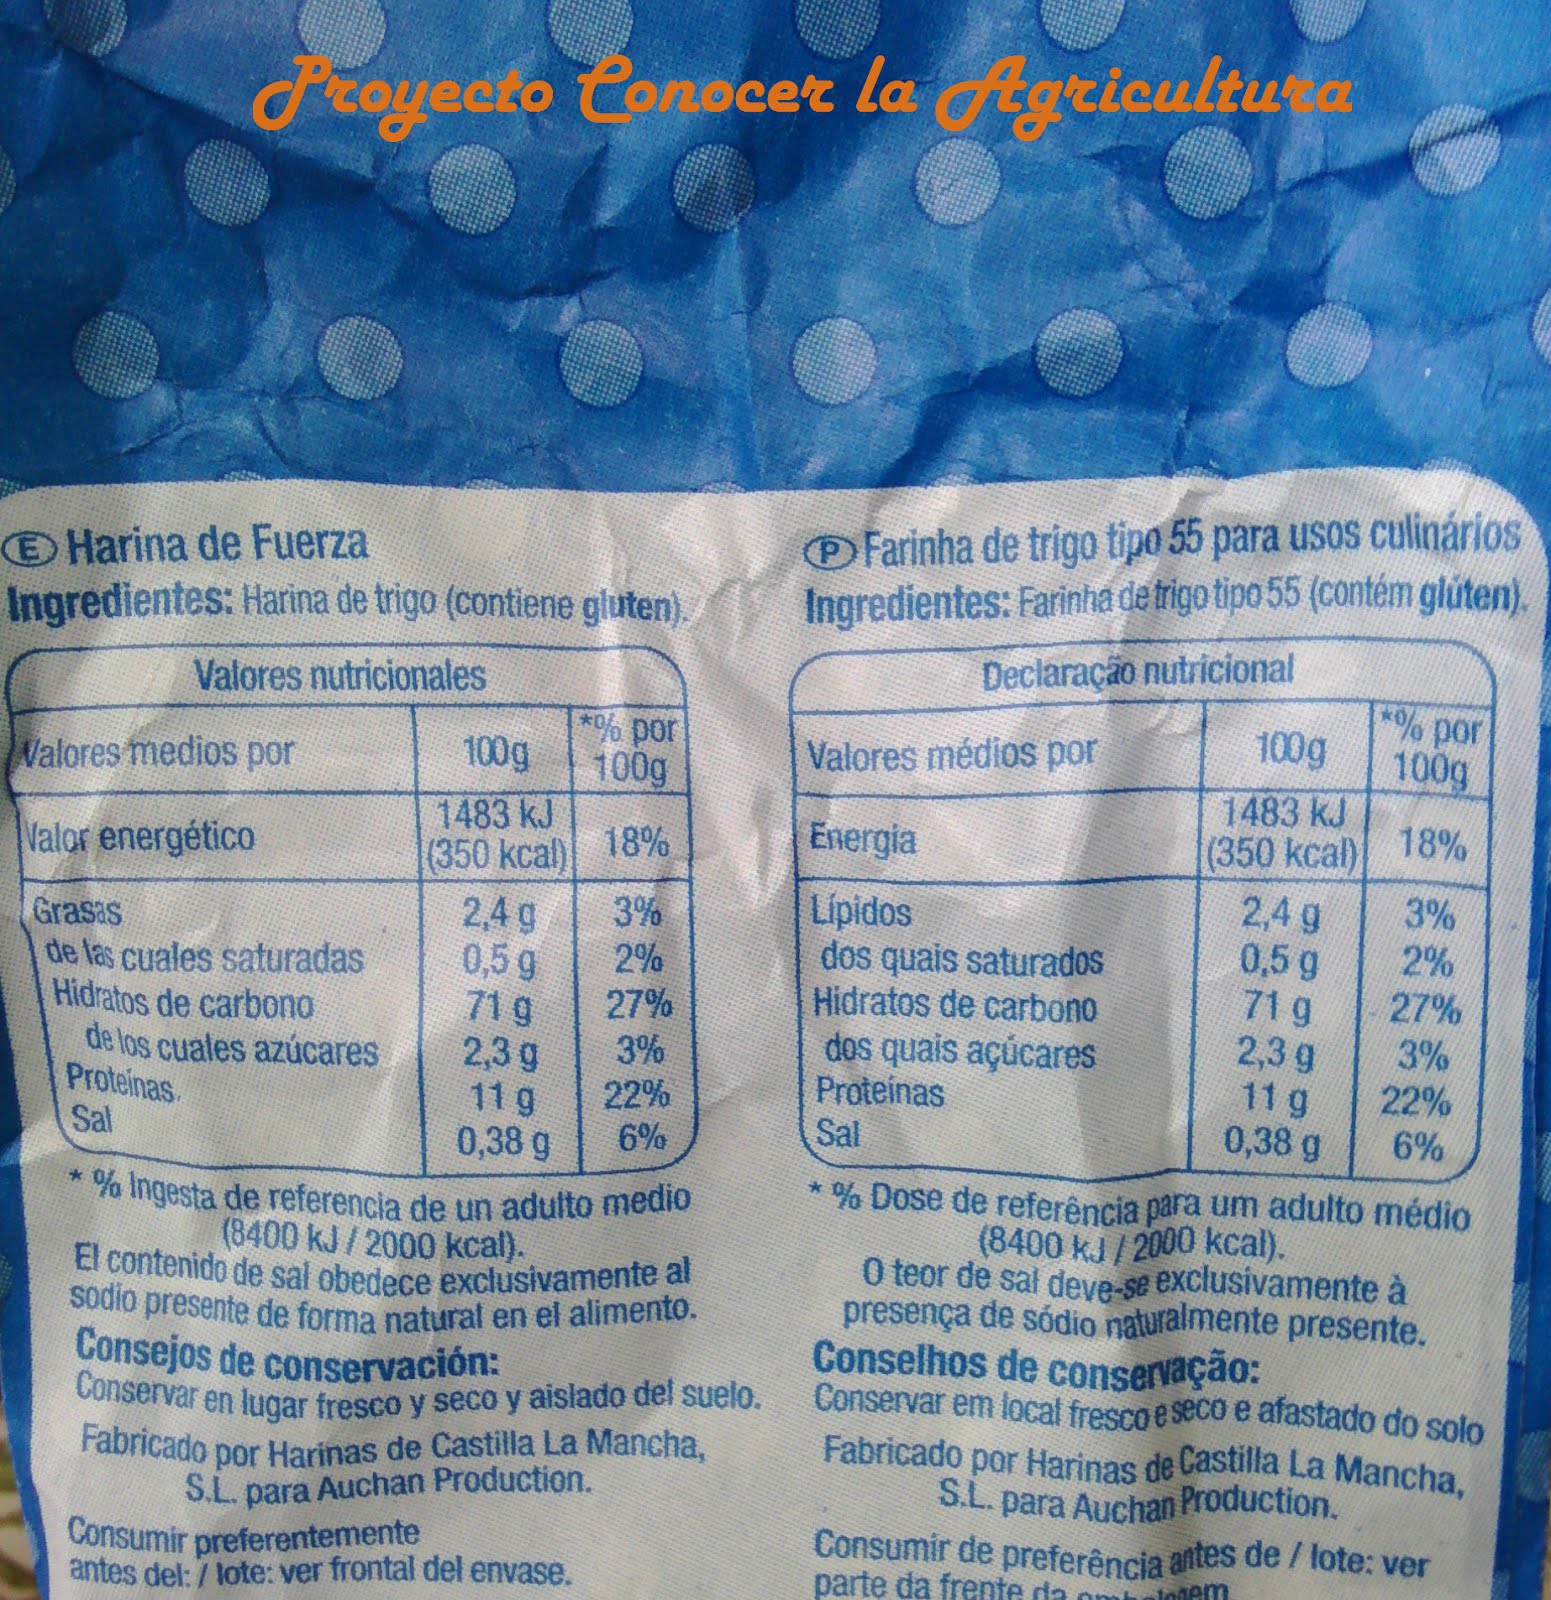 Proyecto Conocer la Agricultura
E Harina de Fuerza
Ingredientes: Harina de trigo (contiene gluten).
Valores nutricionales
Valores medios por 100g *% por 100g
Valor energético 1483 kJ (350 kcal) 18%
Grasas 2,4 g 3%
de las cuales saturadas 0,5 g 2%
Hidratos de carbono 71 g 27%
de los cuales azúcares 2,3 g 3%
Proteínas. 11 g 22%
Sal 0,38 g 6%
* % Ingesta de referencia de un adulto medio
(8400 kJ / 2000 kcal).
El contenido de sal obedece exclusivamente al
sodio presente de forma natural en el alimento.
Consejos de conservación:
Conservar en lugar fresco y seco y aislado del suelo.
Fabricado por Harinas de Castilla La Mancha,
S.L. para Auchan Production.
Consumir preferentemente
antes del: / lote: ver frontal del envase.
P Farinha de trigo tipo 55 para usos culinários
Ingredientes: Farinha de trigo tipo 55 (contém glúten).
Declaração nutricional
Valores médios por 100g *% por 100g
Energia 1483 kJ (350 kcal) 18%
Lípidos 2,4 g 3%
dos quais saturados 0,5 g 2%
Hidratos de carbono 71 g 27%
dos quais açúcares 2,3 g 3%
Proteínas 11 g 22%
Sal 0,38 g 6%
* % Dose de referência para um adulto médio
(8400 kJ / 2000 kcal).
O teor de sal deve-se exclusivamente à
presença de sódio naturalmente presente.
Conselhos de conservação:
Conservar em local fresco e seco e afastado do solo
Fabricado por Harinas de Castilla La Mancha,
S.L. para Auchan Production.
Consumir de preferência antes de / lote: ver
parte da frente da